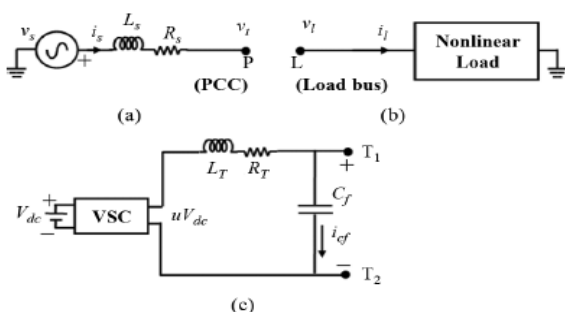 v_s i_s L_s R_s v_t v_l i_l Nonlinear Load
+ P L
(PCC) (Load bus)
(a) (b)
L_T R_T T_1
+
V_dc + − VSC uV_dc C_f
i_cf
− T_2
(c)